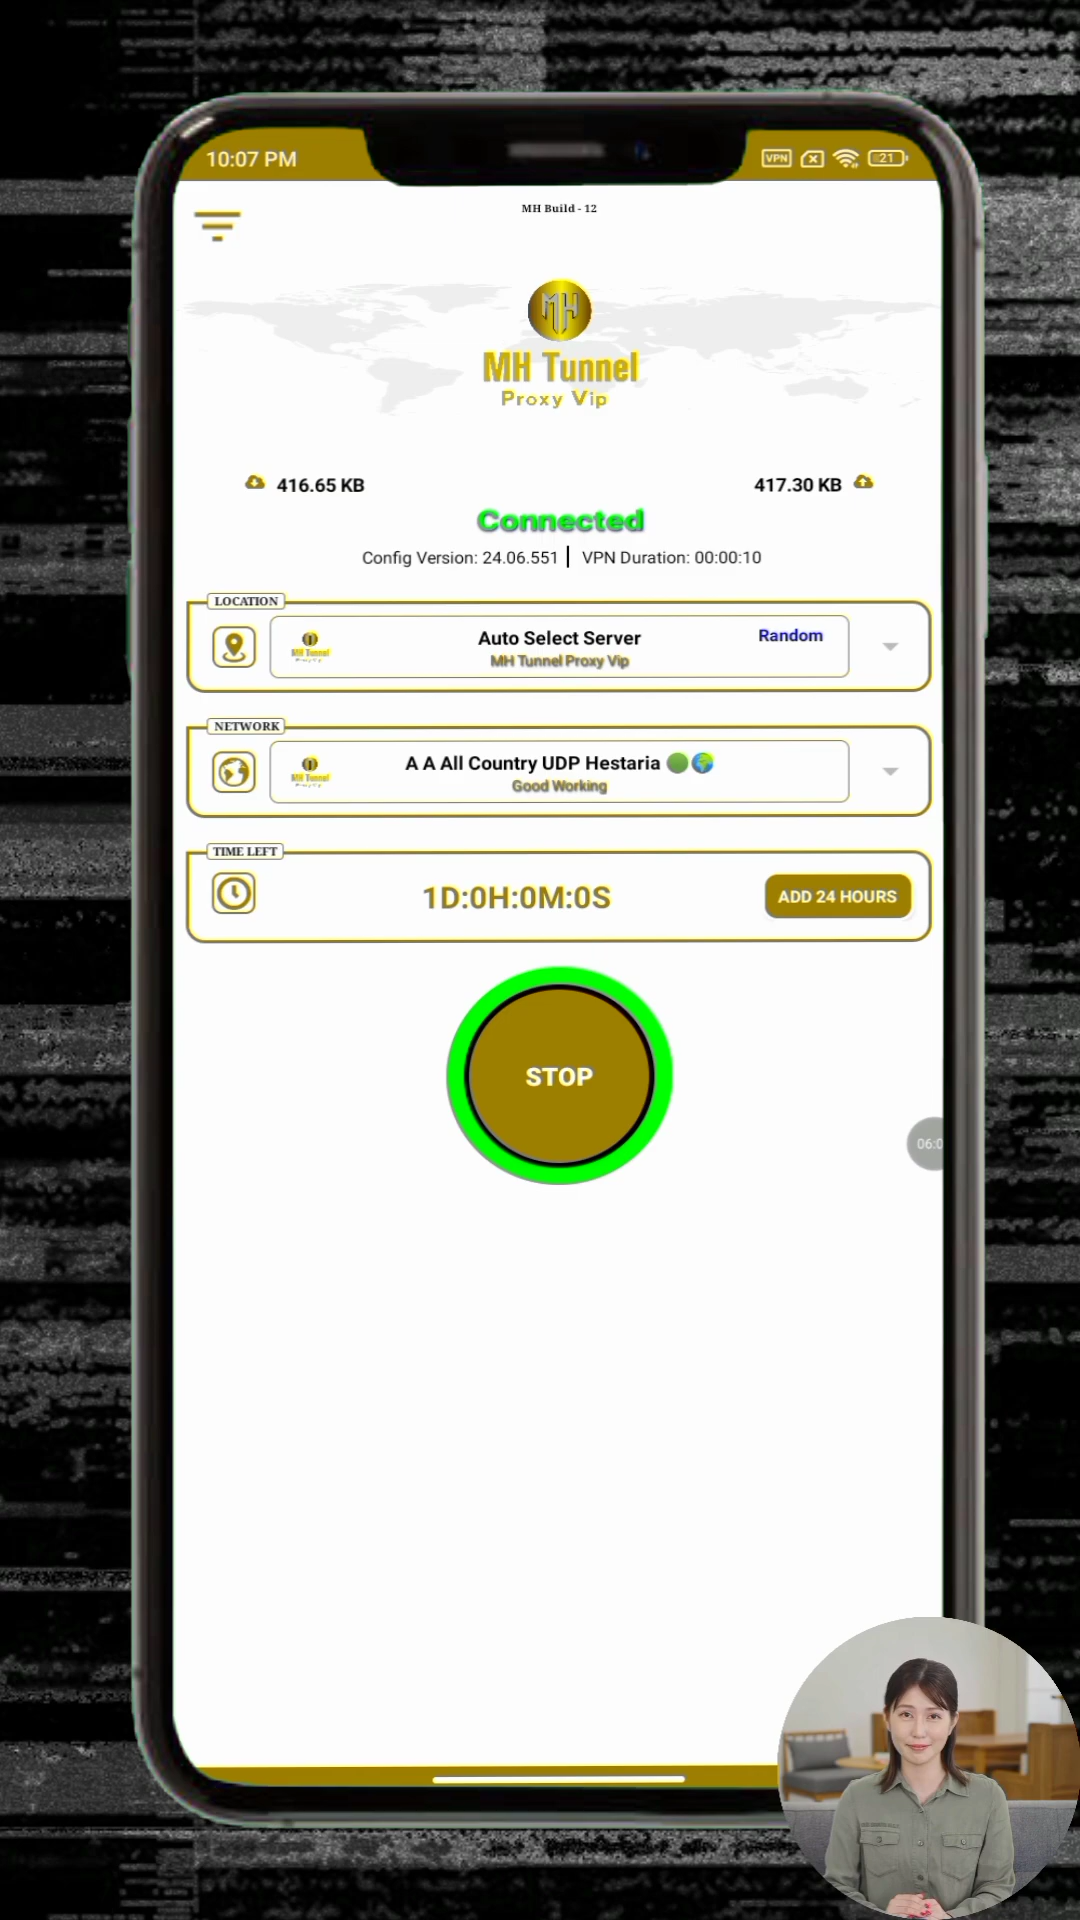 10:07 PM
VPN
21
MH Build - 12
MH
MH Tunnel
Proxy Vip
416.65 KB
417.30 KB
Connected
Config Version: 24.06.551 | VPN Duration: 00:00:10
LOCATION
Auto Select Server
Random
MH Tunnel
MH Tunnel Proxy Vip
NETWORK
A A All Country UDP Hestaria
MH Tunnel
Good Working
TIME LEFT
1D:0H:0M:0S
ADD 24 HOURS
STOP
06:0